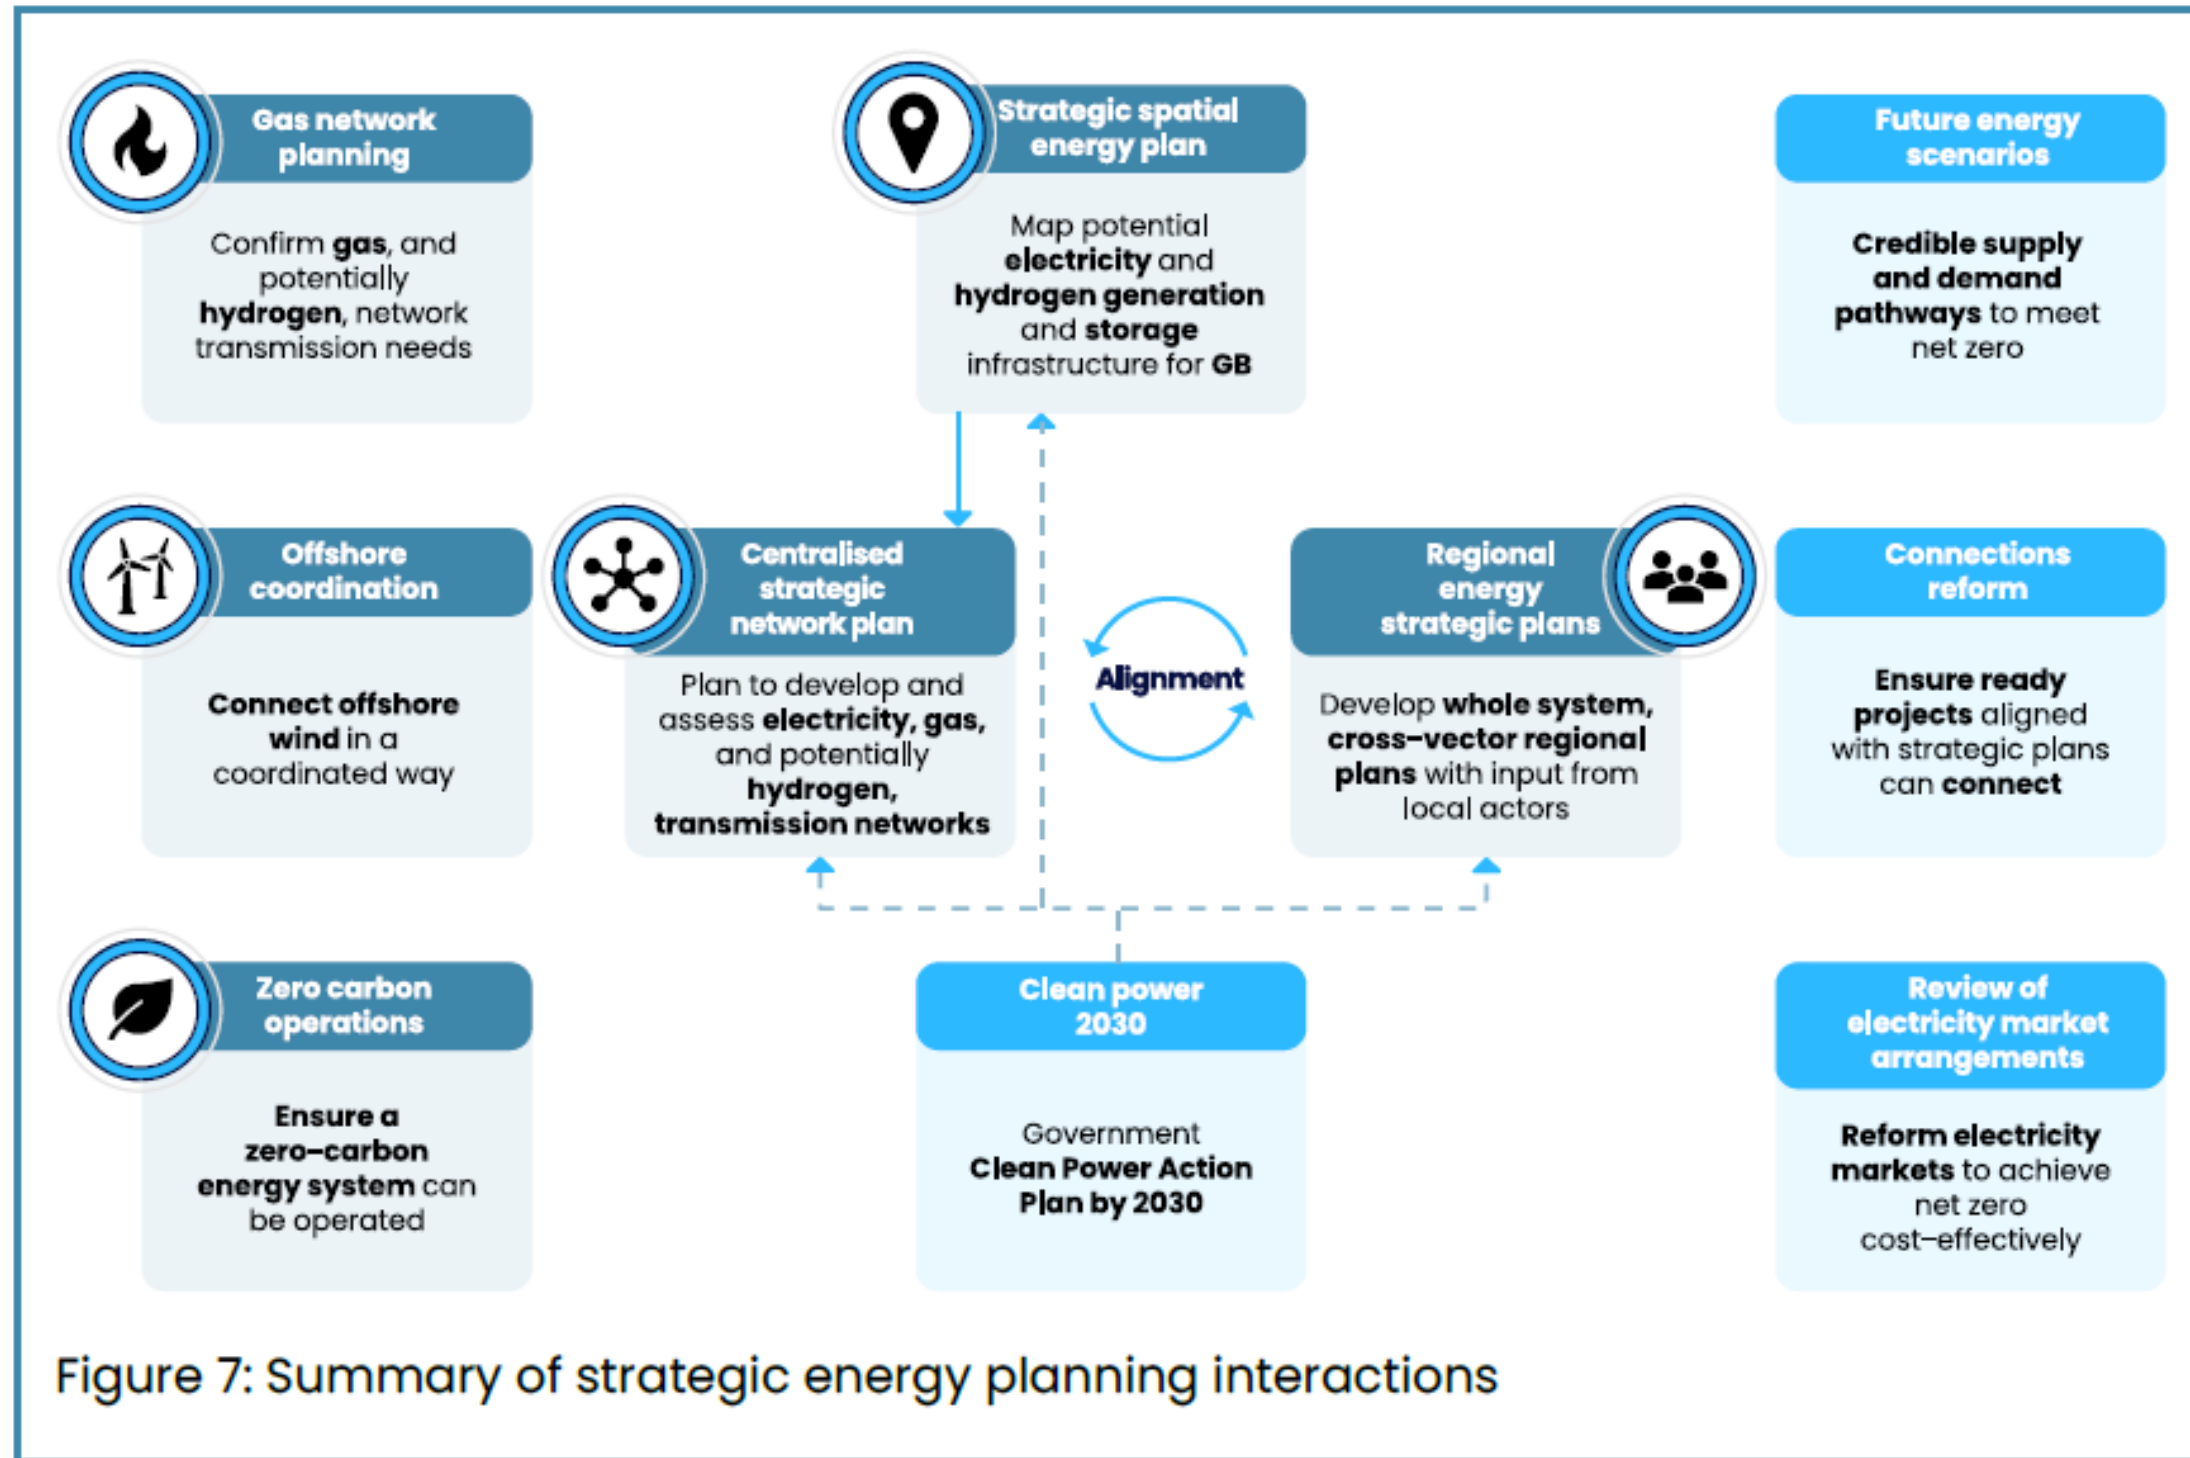 Gas network
planning
Confirm gas, and
potentially
hydrogen, network
transmission needs
Strategic spatial
energy plan
Map potential
electricity and
hydrogen generation
and storage
infrastructure for GB
Future energy
scenarios
Credible supply
and demand
pathways to meet
net zero
Offshore
coordination
Connect offshore
wind in a
coordinated way
Centralised
strategic
network plan
Plan to develop and
assess electricity, gas,
and potentially
hydrogen,
transmission networks
Alignment
Regional
energy
strategic plans
Develop whole system,
cross-vector regional
plans with input from
local actors
Connections
reform
Ensure ready
projects aligned
with strategic plans
can connect
Zero carbon
operations
Ensure a
zero-carbon
energy system can
be operated
Clean power
2030
Government
Clean Power Action
Plan by 2030
Review of
electricity market
arrangements
Reform electricity
markets to achieve
net zero
cost-effectively
Figure 7: Summary of strategic energy planning interactions